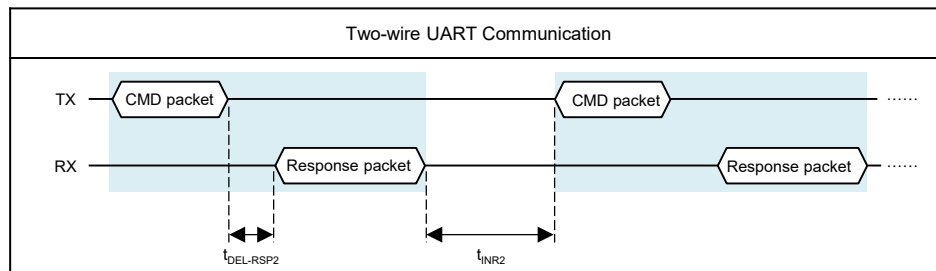 Two-wire UART Communication
TX CMD packet CMD packet ......
RX Response packet Response packet ......
tDEL-RSP2 tINR2